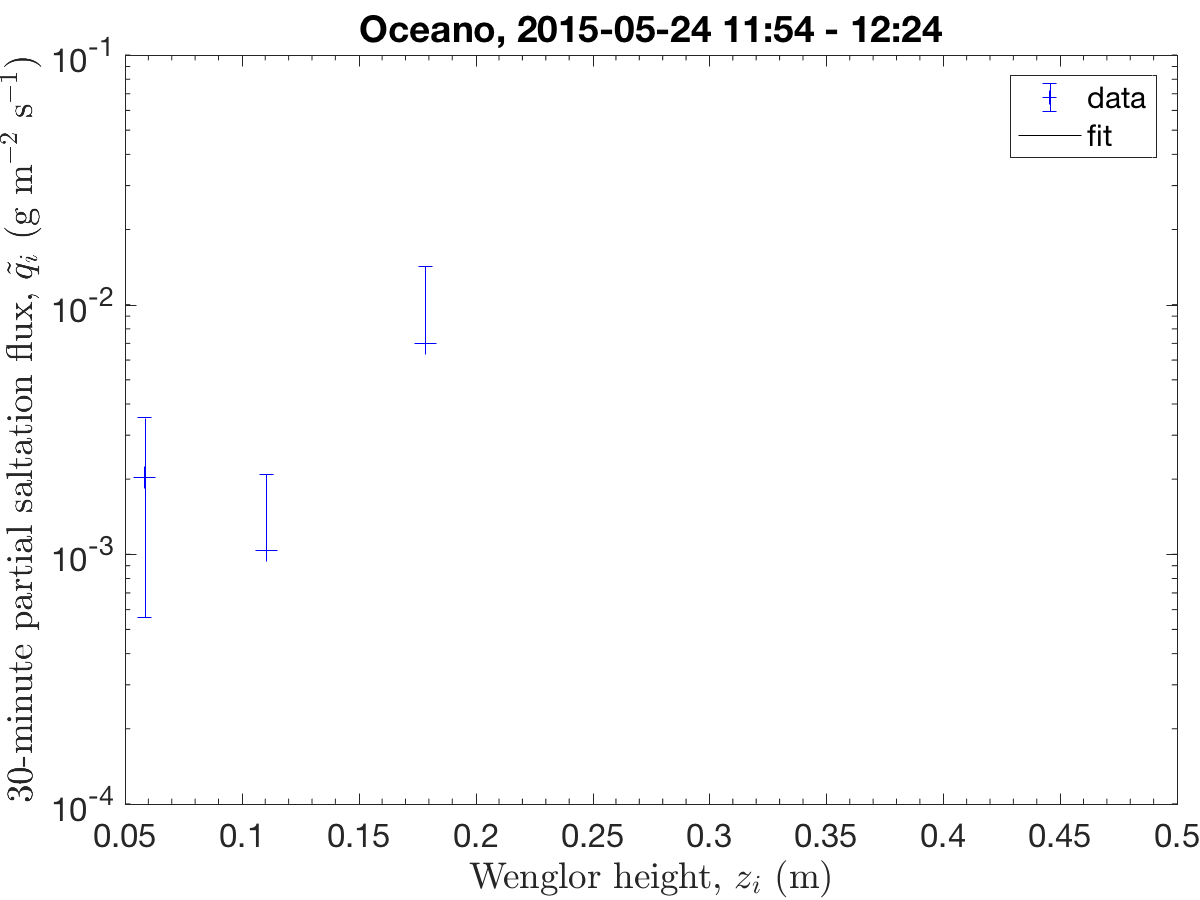 Oceano, 2015-05-24 11:54 - 12:24
30-minute partial saltation flux, q̃ᵢ (g m⁻² s⁻¹)
10⁻¹
10⁻²
10⁻³
10⁻⁴
data
fit
0.05 0.1 0.15 0.2 0.25 0.3 0.35 0.4 0.45 0.5
Wenglor height, zᵢ (m)